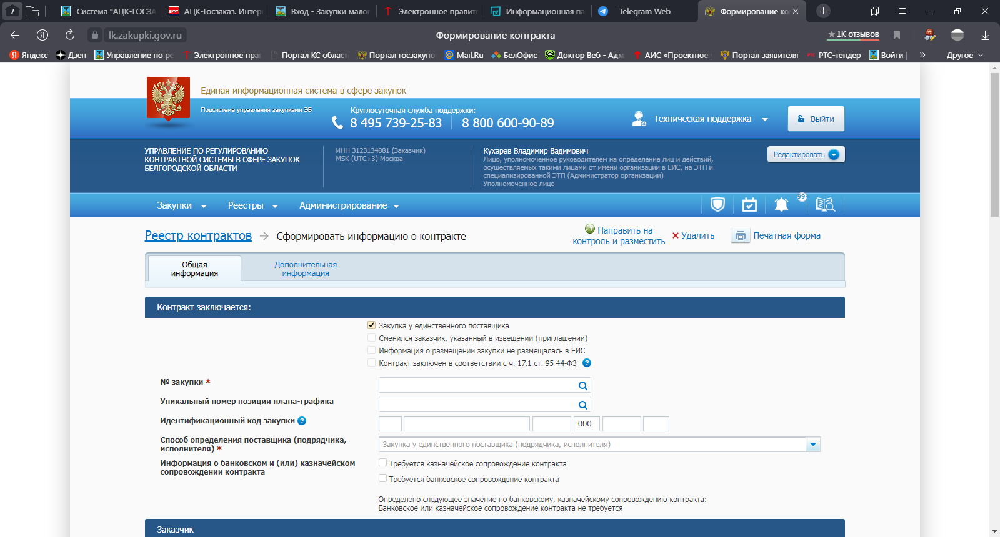 7
Система "АЦК-ГОСЗА
АЦК-Госзаказ. Интерн
Вход - Закупки малог
Электронное правите
Информационная па
Telegram Web
Формирование ко
lk.zakupki.gov.ru
Формирование контракта
★1K отзывов
Яндекс
Дзен
Управление по ре
Электронное прав
Портал КС област
Портал госзакупо
Mail.Ru
БелОфис
Доктор Веб - Адм
АИС «Проектное
Портал заявителя
РТС-тендер
Войти |
»
Другое
Единая информационная система в сфере закупок
Подсистема управления закупками ЭБ
Круглосуточная служба поддержки:
8 495 739-25-83
8 800 600-90-89
Техническая поддержка
Выйти
УПРАВЛЕНИЕ ПО РЕГУЛИРОВАНИЮ
КОНТРАКТНОЙ СИСТЕМЫ В СФЕРЕ ЗАКУПОК
БЕЛГОРОДСКОЙ ОБЛАСТИ
ИНН 3123134881 (Заказчик)
MSK (UTC+3) Москва
Кухарев Владимир Вадимович
Лицо, уполномоченное руководителем на определение лиц и действий,
осуществляемых такими лицами от имени организации в ЕИС, на ЭТП и
специализированной ЭТП (Администратор организации)
Уполномоченное лицо
Редактировать
Закупки
Реестры
Администрирование
99
Реестр контрактов
Сформировать информацию о контракте
Направить на
контроль и разместить
Удалить
Печатная форма
Общая
информация
Дополнительная
информация
Контракт заключается:
Закупка у единственного поставщика
Сменился заказчик, указанный в извещении (приглашении)
Информация о размещении закупки не размещалась в ЕИС
Контракт заключен в соответствии с ч. 17.1 ст. 95 44-ФЗ ?
№ закупки *
Уникальный номер позиции плана-графика
Идентификационный код закупки ?
000
Способ определения поставщика (подрядчика,
исполнителя) *
Закупка у единственного поставщика (подрядчика, исполнителя)
Информация о банковском и (или) казначейском
сопровождении контракта
Требуется казначейское сопровождение контракта
Требуется банковское сопровождение контракта
Определено следующее значение по банковскому, казначейскому сопровождению контракта:
Банковское или казначейское сопровождение контракта не требуется
Заказчик